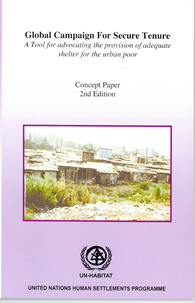 Global Campaign For Secure Tenure
A Tool for advocating the provision of adequate
shelter for the urban poor
Concept Paper
2nd Edition
UN-HABITAT
UNITED NATIONS HUMAN SETTLEMENTS PROGRAMME